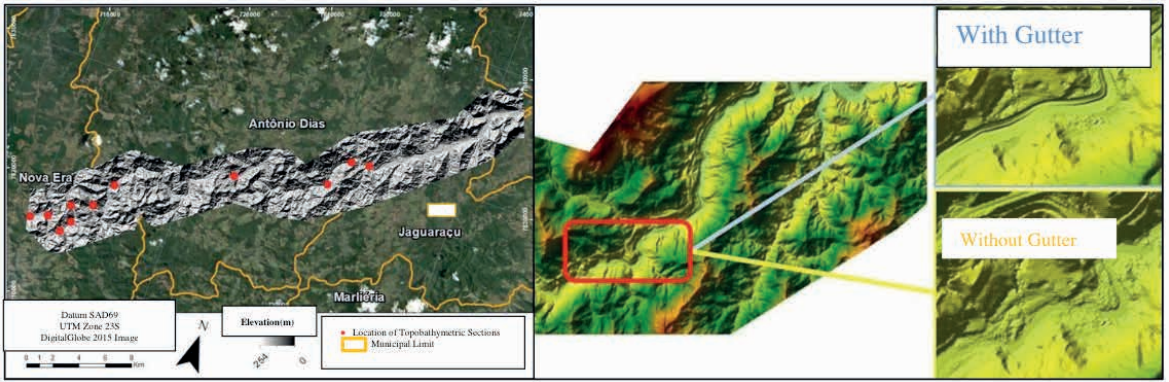 Antônio Dias
Nova Era
Jaguaraçu
Marliéria
Datum SAD69
UTM Zone 23S
DigitalGlobe 2015 Image
0 1 2 4 6 8
Km
N
Elevation(m)
254 0
Location of Topobathymetric Sections
Municipal Limit
With Gutter
Without Gutter